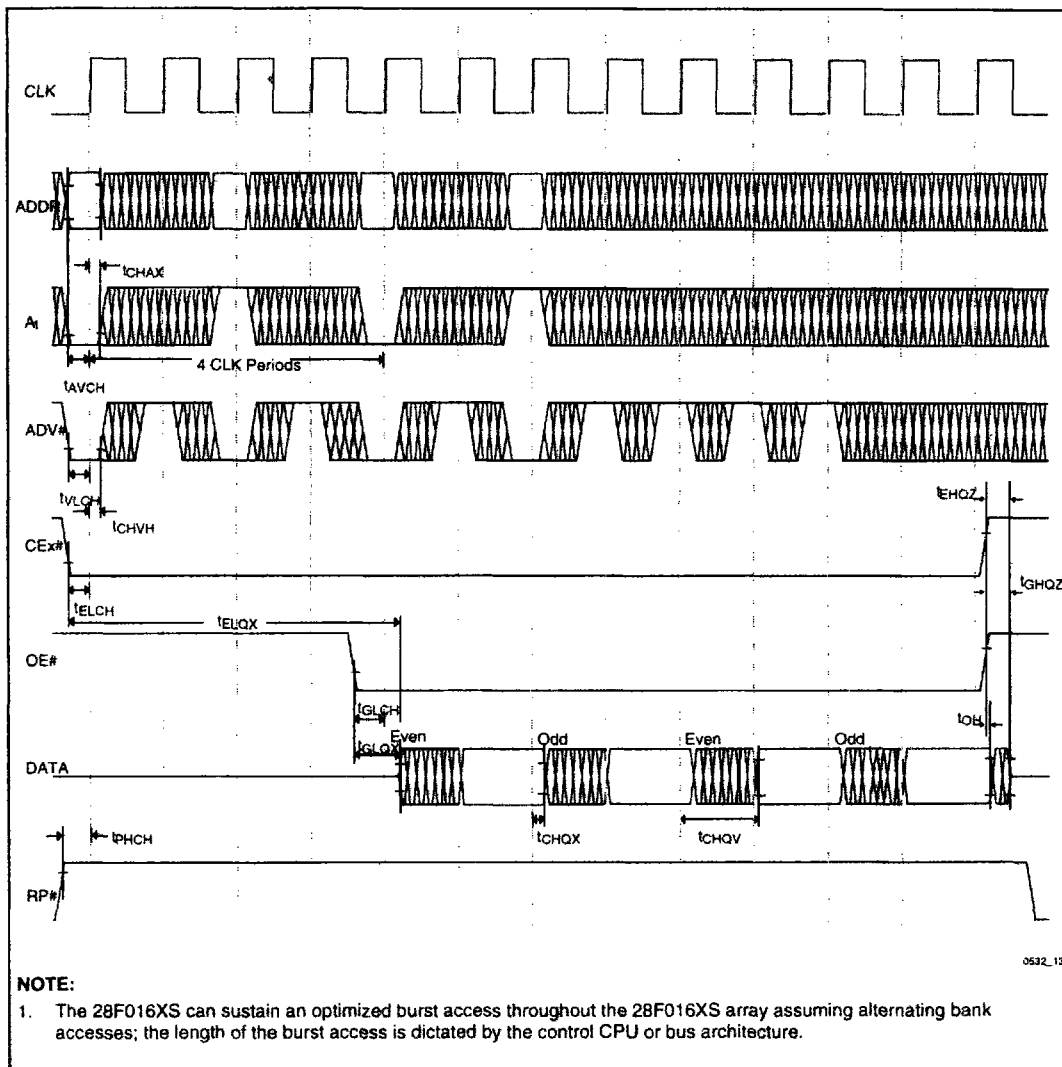 CLK
ADDR
tCHAX
A1
4 CLK Periods
tAVCH
ADV#
tVLCH
tCHVH
tEHQZ
CEx#
tGHQZ
tELCH
tELQX
OE#
tGLCH
tOH
tGLQX
Even
Odd
Even
Odd
DATA
tCHQX
tCHQV
tPHCH
RP#
0532_13
NOTE:
1. The 28F016XS can sustain an optimized burst access throughout the 28F016XS array assuming alternating bank
accesses; the length of the burst access is dictated by the control CPU or bus architecture.